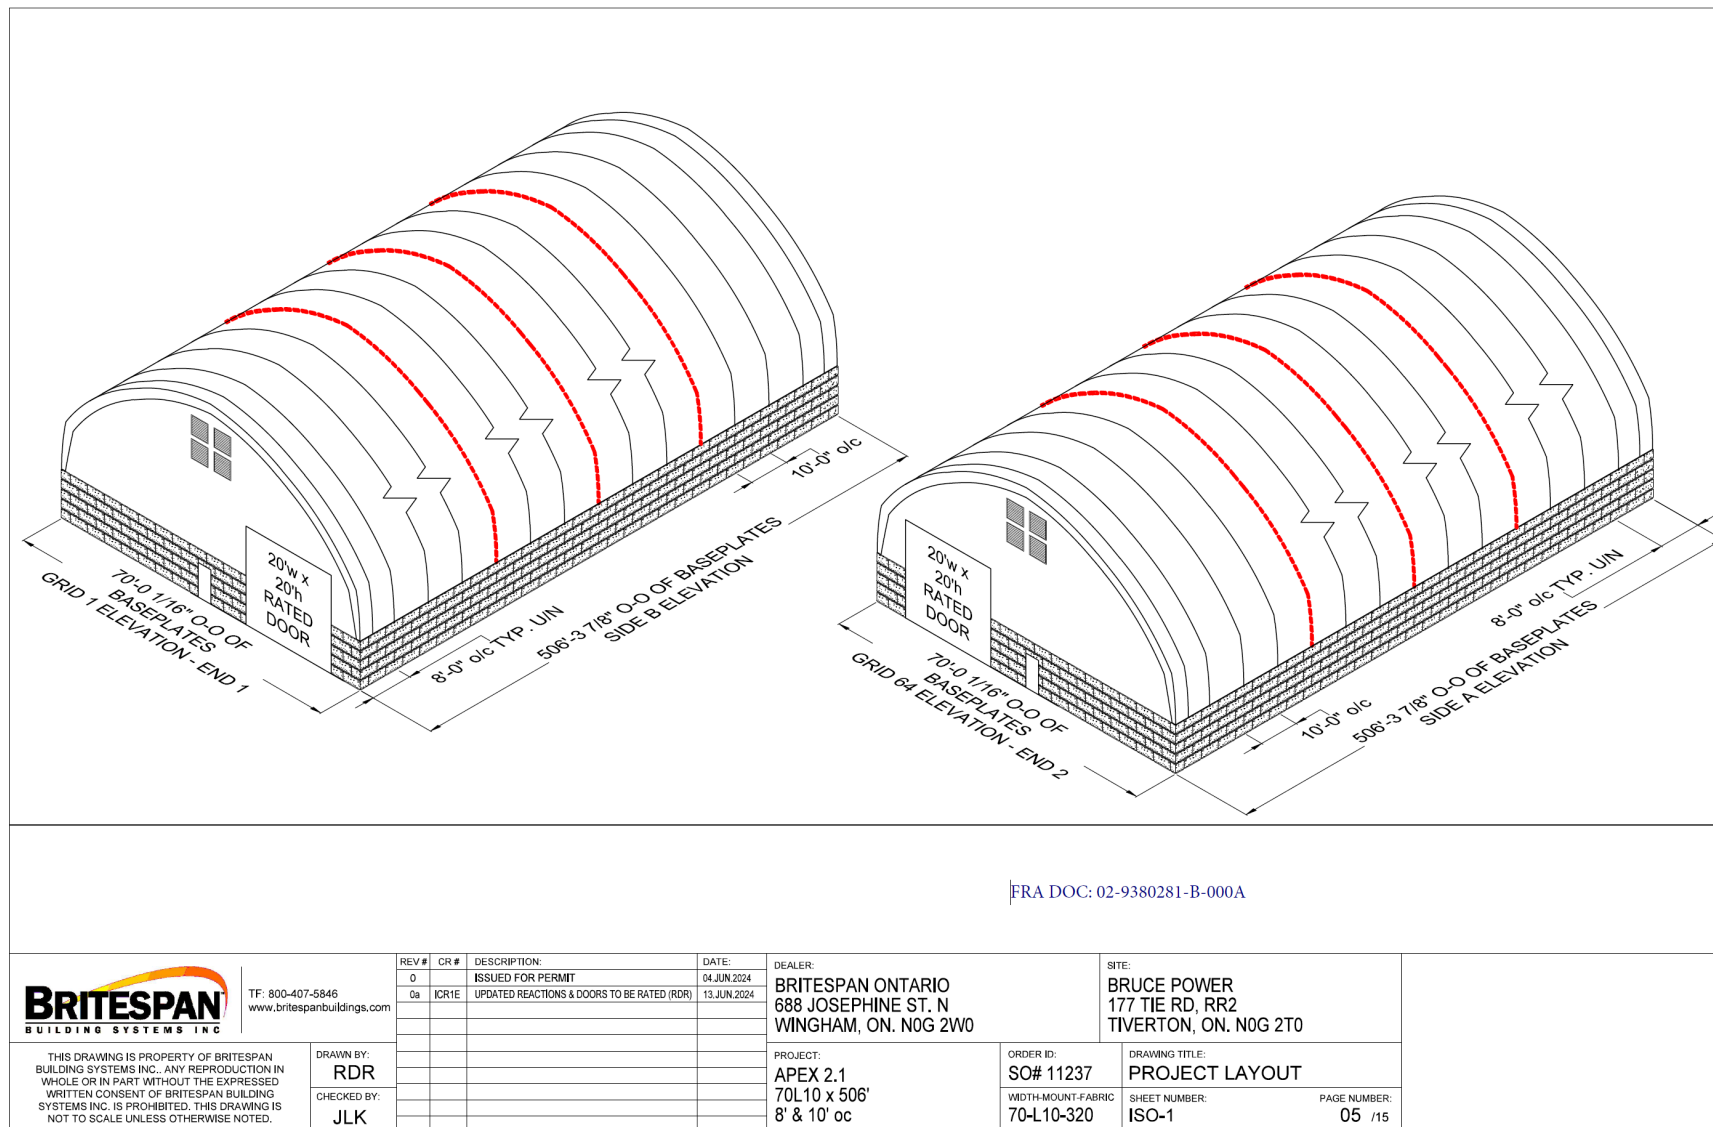 20'w x
20'h
RATED
DOOR
70'-0 1/16" O-O OF
BASEPLATES
GRID 1 ELEVATION - END 1
8'-0" o/c TYP. U/N
506'-3 7/8" O-O OF BASEPLATES
SIDE B ELEVATION
10'-0" o/c
20'w x
20'h
RATED
DOOR
70'-0 1/16" O-O OF
BASEPLATES
GRID 64 ELEVATION - END 2
10'-0" o/c
506'-3 7/8" O-O OF BASEPLATES
SIDE A ELEVATION
8'-0" o/c TYP. U/N
FRA DOC: 02-9380281-B-000A
BRITESPAN
BUILDING SYSTEMS INC
TF: 800-407-5846
www.britespanbuildings.com
THIS DRAWING IS PROPERTY OF BRITESPAN
BUILDING SYSTEMS INC.. ANY REPRODUCTION IN
WHOLE OR IN PART WITHOUT THE EXPRESSED
WRITTEN CONSENT OF BRITESPAN BUILDING
SYSTEMS INC. IS PROHIBITED. THIS DRAWING IS
NOT TO SCALE UNLESS OTHERWISE NOTED.
DRAWN BY:
RDR
CHECKED BY:
JLK
REV # CR # DESCRIPTION: DATE:
0 ISSUED FOR PERMIT 04.JUN.2024
0a ICR1E UPDATED REACTIONS & DOORS TO BE RATED (RDR) 13.JUN.2024
DEALER:
BRITESPAN ONTARIO
688 JOSEPHINE ST. N
WINGHAM, ON. N0G 2W0
SITE:
BRUCE POWER
177 TIE RD, RR2
TIVERTON, ON. N0G 2T0
PROJECT:
APEX 2.1
70L10 x 506'
8' & 10' oc
ORDER ID:
SO# 11237
DRAWING TITLE:
PROJECT LAYOUT
WIDTH-MOUNT-FABRIC
70-L10-320
SHEET NUMBER:
ISO-1
PAGE NUMBER:
05 /15